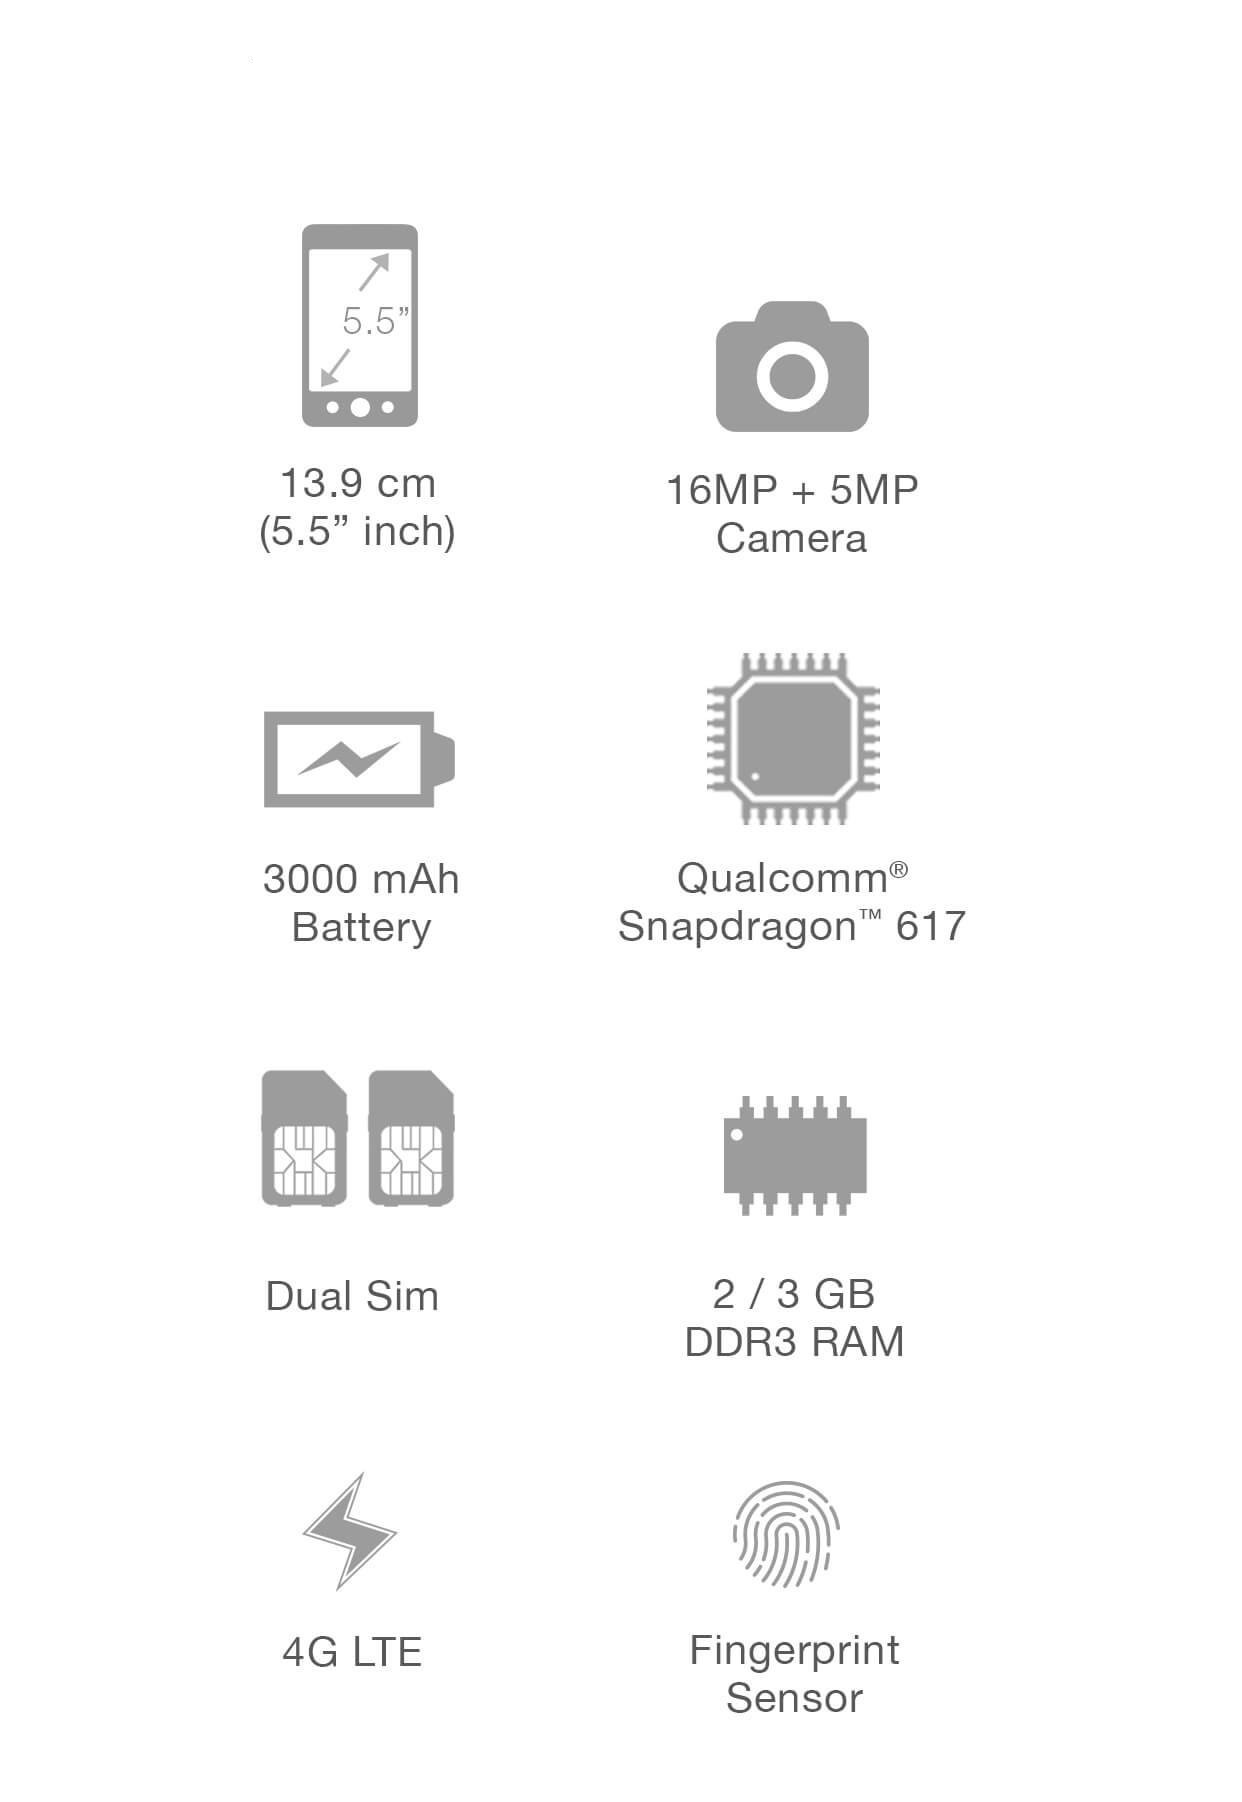 5.5”
13.9 cm
(5.5” inch)
16MP + 5MP
Camera
3000 mAh
Battery
Qualcomm®
Snapdragon™ 617
Dual Sim
2 / 3 GB
DDR3 RAM
4G LTE
Fingerprint
Sensor